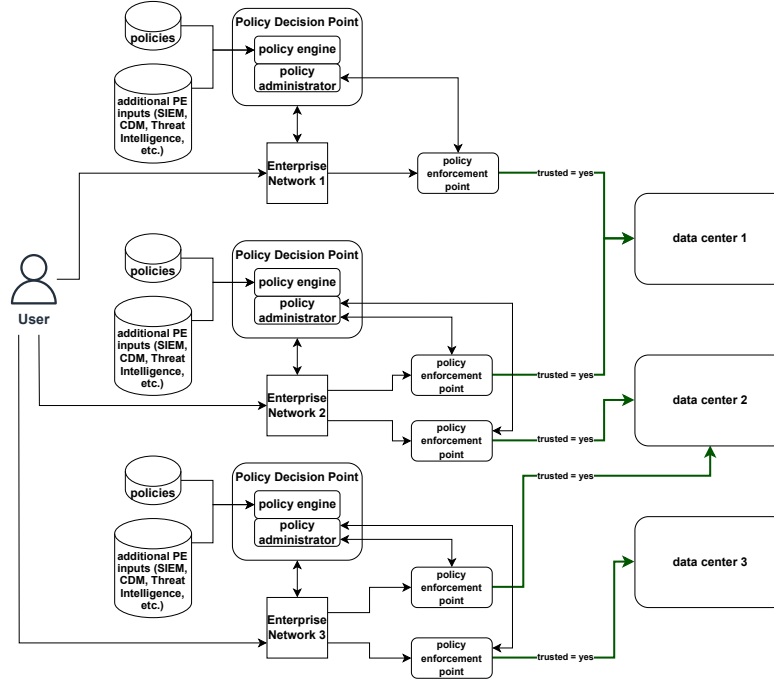 Policy Decision Point
policies
policy engine
policy
administrator
additional PE
inputs (SIEM,
CDM, Threat
Intelligence,
etc.)
Enterprise
Network 1
policy
enforcement
point
trusted = yes
data center 1
Policy Decision Point
policies
policy engine
policy
administrator
User
additional PE
inputs (SIEM,
CDM, Threat
Intelligence,
etc.)
policy
enforcement
point
trusted = yes
Enterprise
Network 2
data center 2
policy
enforcement
point
trusted = yes
Policy Decision Point
trusted = yes
policies
policy engine
policy
administrator
additional PE
inputs (SIEM,
CDM, Threat
Intelligence,
etc.)
data center 3
policy
enforcement
point
Enterprise
Network 3
policy
enforcement
point
trusted = yes